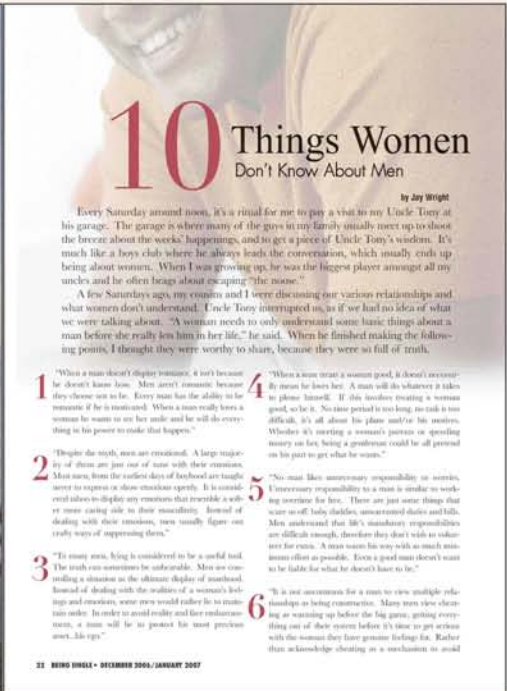 10 Things Women
Don't Know About Men
by Jay Wright
Every Saturday around noon, it's a ritual for me to pay a visit to my Uncle Tony at
his garage. The garage is where many of the guys in my family usually meet up to shoot
the breeze about the weeks' happenings, and to get a piece of Uncle Tony's wisdom. It's
much like a boys club where he always leads the conversation, which usually ends up
being about women. When I was growing up, he was the biggest player amongst all my
uncles and he often brags about escaping "the noose."
A few Saturdays ago, my cousins and I were discussing our various relationships and
what women don't understand. Uncle Tony interrupted us, as if we had no idea of what
we were talking about. "A woman needs to only understand some basic things about a
man before she really lets him in her life," he said. When he finished making the follow-
ing points, I thought they were worthy to share, because they were so full of truth.
1
"When a man doesn't display romance, it isn't because
he doesn't know how. Men aren't romantic because
they choose not to be. Every man has the ability to be
romantic if he is motivated. When a man really loves a
woman he wants to see her smile and he will do every-
thing in his power to make that happen."
2
"Despite the myth, men are emotional. A large major-
ity of them are just out of tune with their emotions.
Most men, from the earliest days of boyhood are taught
never to express or show emotions openly. It is consid-
ered taboo to display any emotions that resemble a soft-
er more caring side to their masculinity. Instead of
dealing with their emotions, men usually figure out
crafty ways of suppressing them."
3
"To many men, lying is considered to be a useful tool.
The truth can sometimes be unbearable. Men see con-
trolling a situation as the ultimate display of manhood.
Instead of dealing with the realities of a woman's feel-
ings and emotions, some men would rather lie to main-
tain order. In order to avoid reality and face embarrass-
ment, a man will lie to protect his most precious
asset...his ego."
4
"When a man treats a woman good, it doesn't necessari-
ly mean he loves her. A man will do whatever it takes
to please himself. If this involves treating a woman
good, so be it. No time period is too long, no task is too
difficult, it's all about his plans and/or his motives.
Whether it's meeting a woman's parents or spending
money on her, being a gentleman could be all pretend
on his part to get what he wants."
5
"No man likes unnecessary responsibility or worries.
Unnecessary responsibility to a man is similar to work-
ing overtime for free. There are just some things that
scare us off: baby daddies, unwarranted duties and bills.
Men understand that life's mandatory responsibilities
are difficult enough, therefore they don't wish to volun-
teer for extra. A man wants his way with as much min-
imum effort as possible. Even a good man doesn't want
to be liable for what he doesn't have to be."
6
"It is not uncommon for a man to view multiple rela-
tionships as being constructive. Many men view cheat-
ing as warming up before the big game, getting every-
thing out of their system before it's time to get serious
with the woman they have genuine feelings for. Rather
than acknowledge cheating as a mechanism to avoid
22 BEING SINGLE • DECEMBER 2006/JANUARY 2007